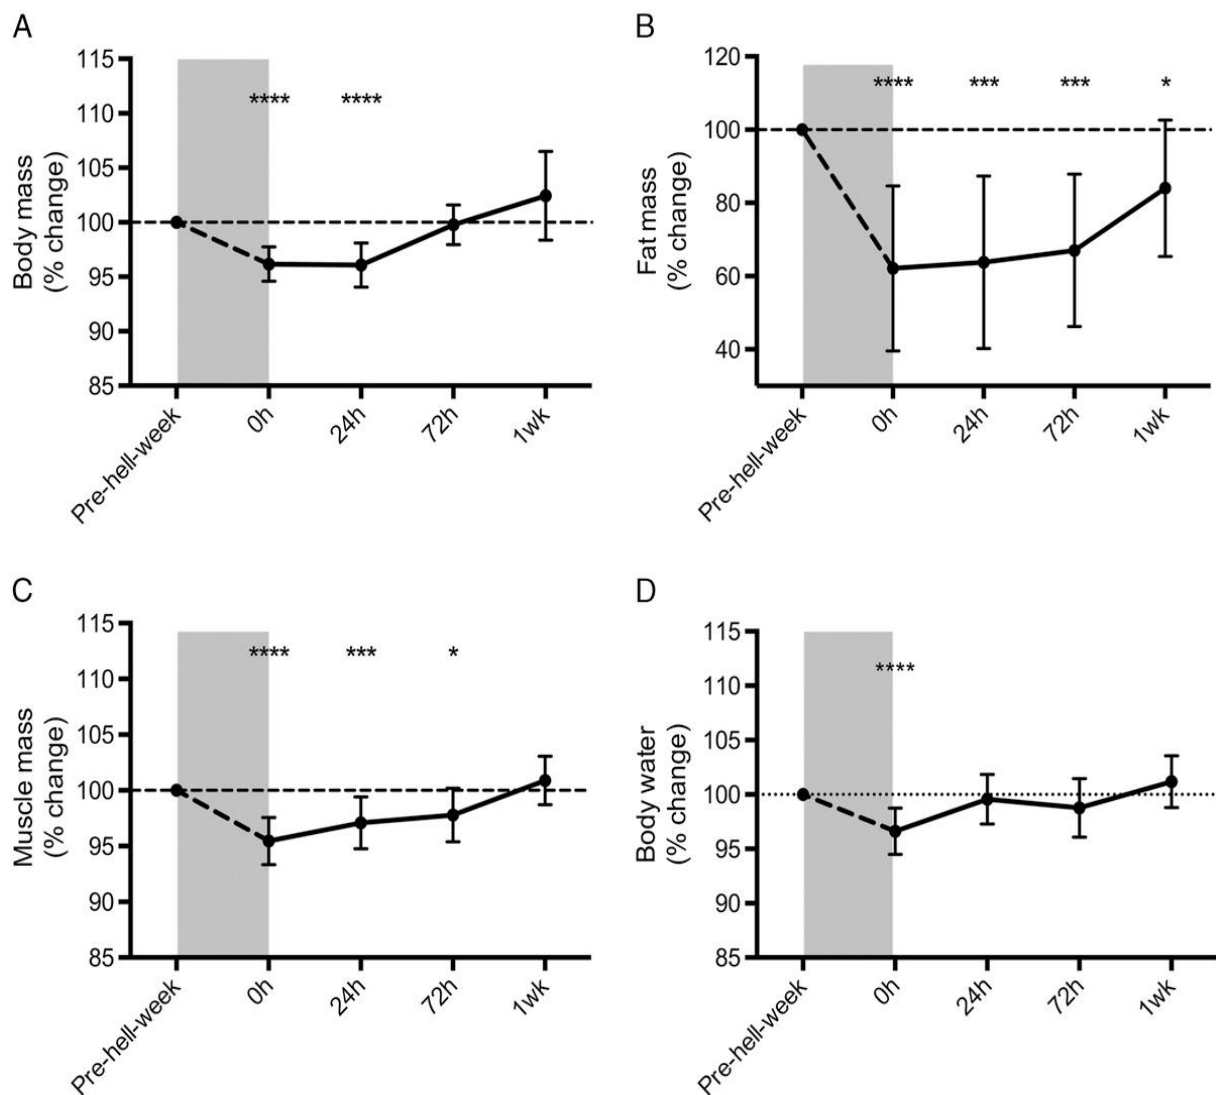 A
Body mass
(% change)
115
110
105
100
95
90
85
**** ****
Pre-hell-week 0h 24h 72h 1wk
B
Fat mass
(% change)
120
100
80
60
40
**** *** *** *
Pre-hell-week 0h 24h 72h 1wk
C
Muscle mass
(% change)
115
110
105
100
95
90
85
**** *** *
Pre-hell-week 0h 24h 72h 1wk
D
Body water
(% change)
115
110
105
100
95
90
85
****
Pre-hell-week 0h 24h 72h 1wk